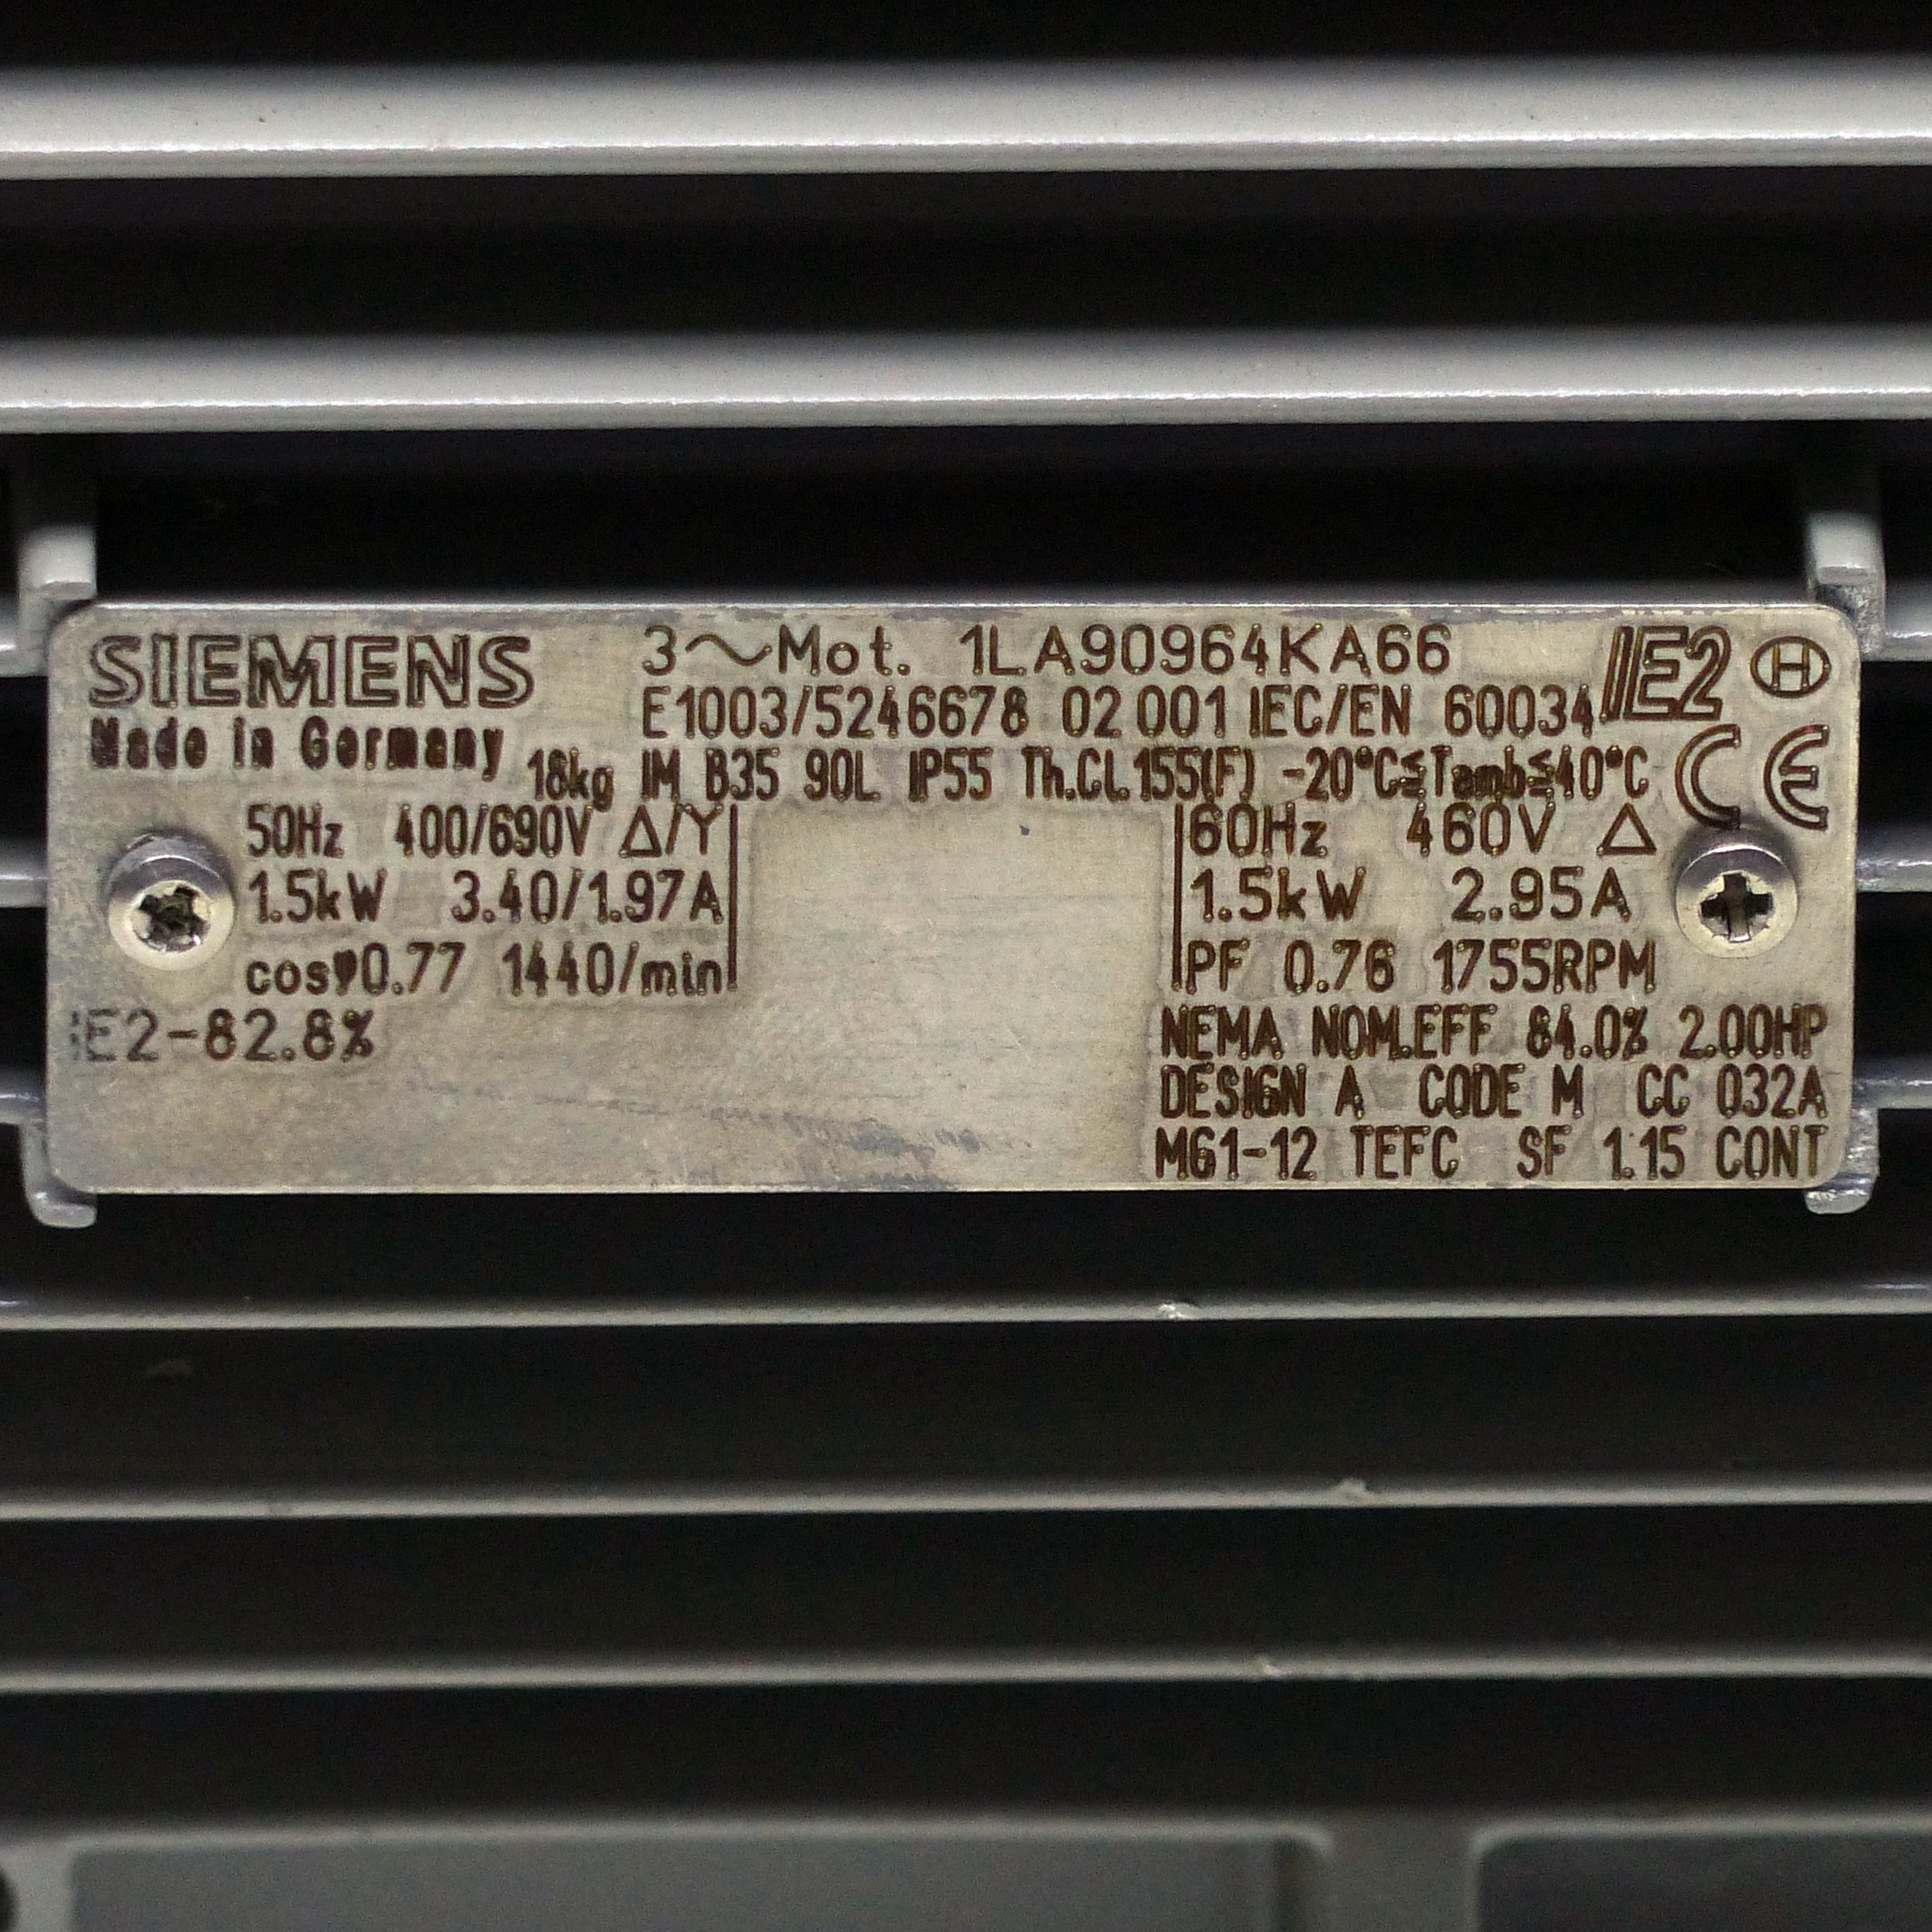 SIEMENS 3~Mot. 1LA90964KA66 IE2 H
E1003/5246678 02 001 IEC/EN 60034
Made in Germany 18kg IM B35 90L IP55 Th.Cl.155(F) -20°C≦Tamb≦40°C CE
50Hz 400/690V Δ/Y
1.5kW 3.40/1.97A
cosφ0.77 1440/min
IE2-82.8%
60Hz 460V Δ
1.5kW 2.95A
PF 0.76 1755RPM
NEMA NOM.EFF 84.0% 2.00HP
DESIGN A CODE M CC 032A
MG1-12 TEFC SF 1.15 CONT